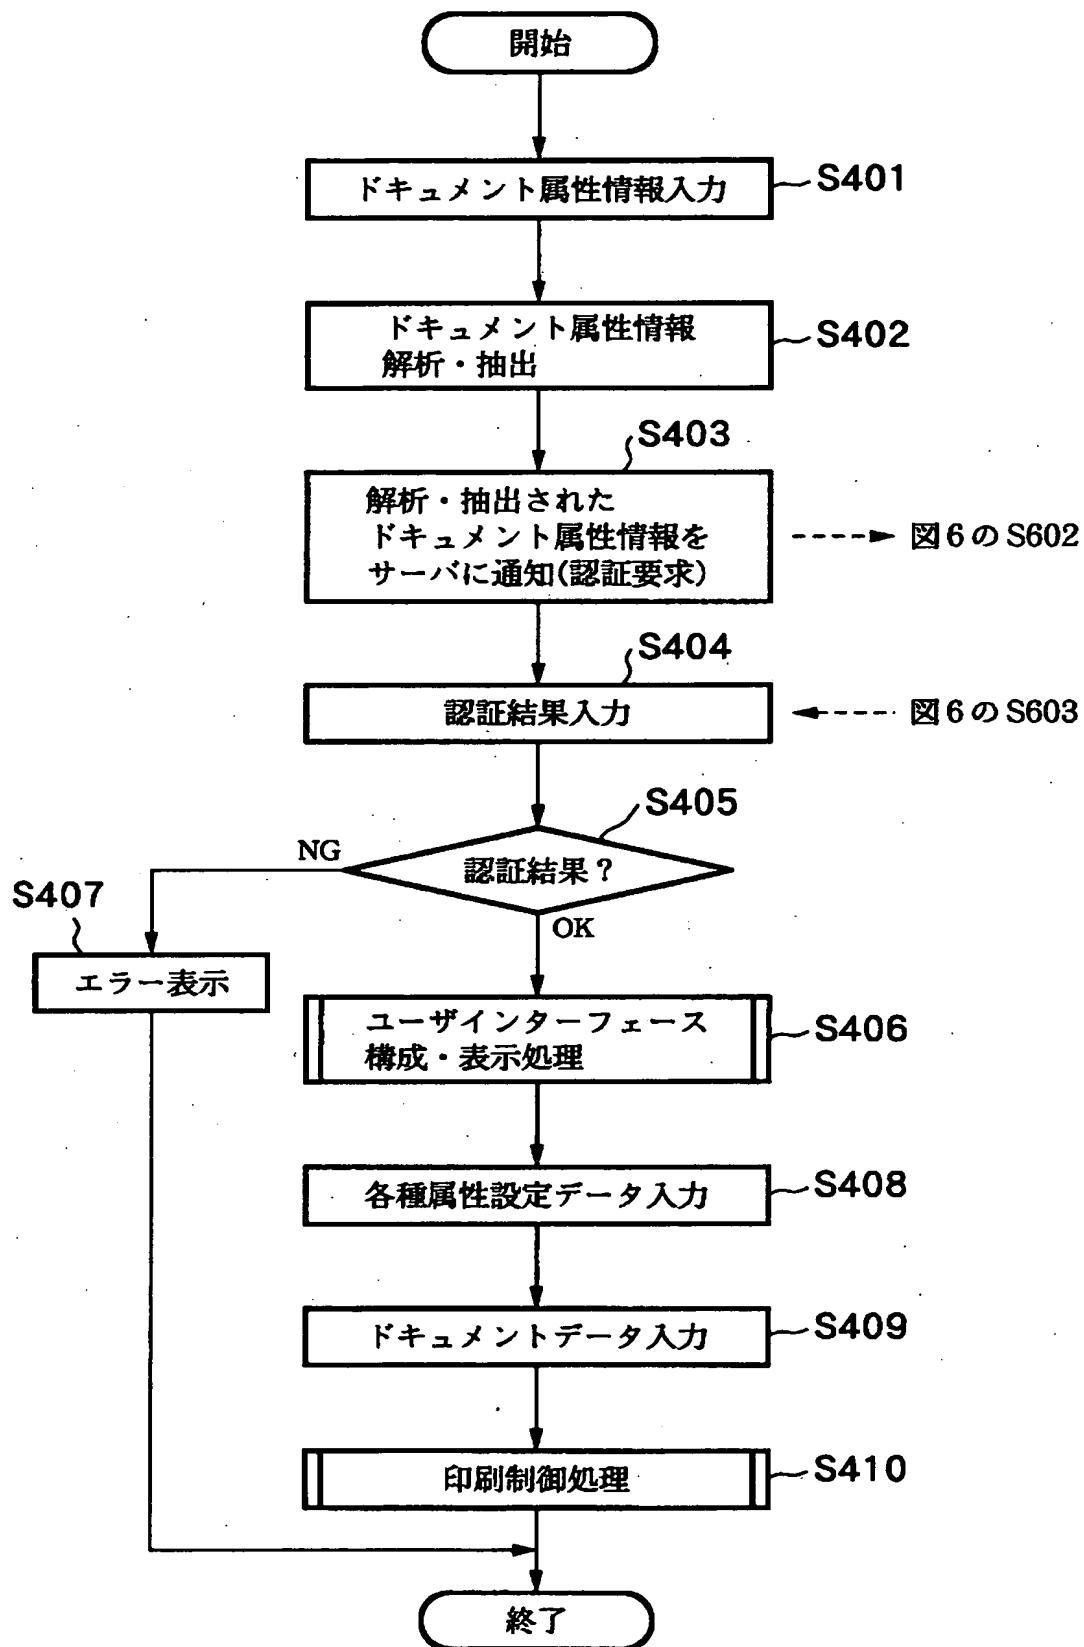 開始
ドキュメント属性情報入力
S401
ドキュメント属性情報
解析・抽出
S402
S403
解析・抽出された
ドキュメント属性情報を
サーバに通知(認証要求)
図6のS602
S404
認証結果入力
図6のS603
S405
NG
認証結果?
S407
OK
エラー表示
ユーザインターフェース
構成・表示処理
S406
各種属性設定データ入力
S408
ドキュメントデータ入力
S409
印刷制御処理
S410
終了